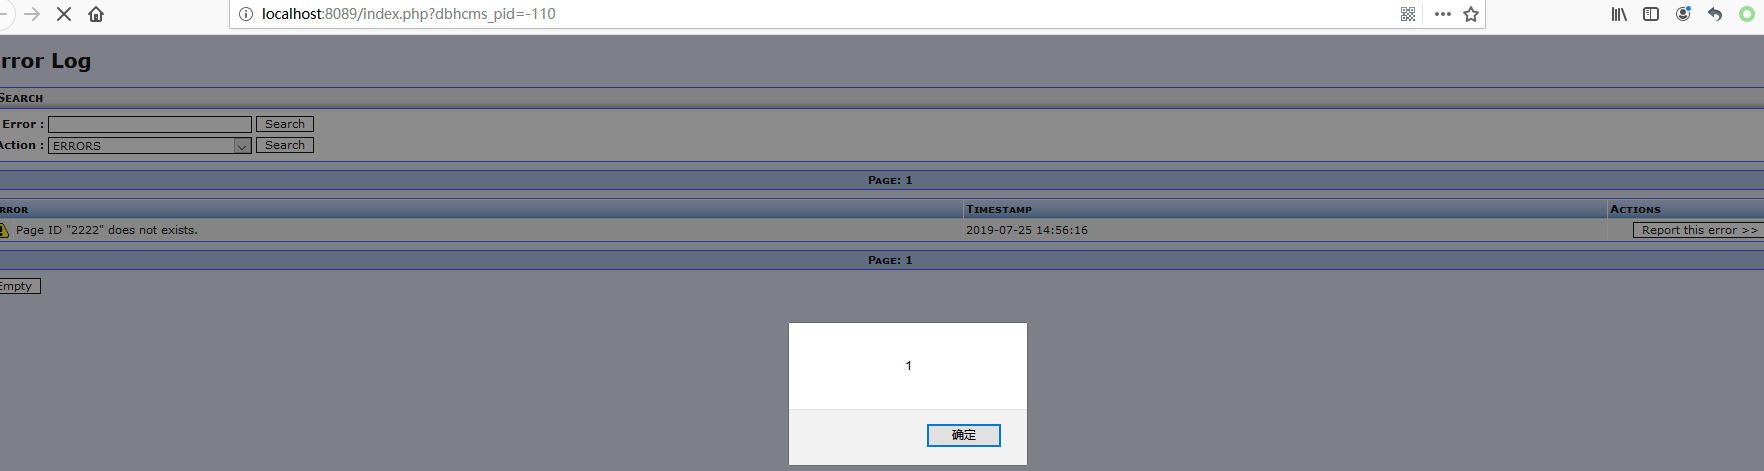 localhost:8089/index.php?dbhcms_pid=-110
rror Log
SEARCH
Error : Search
Action : ERRORS Search
PAGE: 1
RROR TIMESTAMP ACTIONS
Page ID "2222" does not exists. 2019-07-25 14:56:16 Report this error >>
PAGE: 1
Empty
1
确定